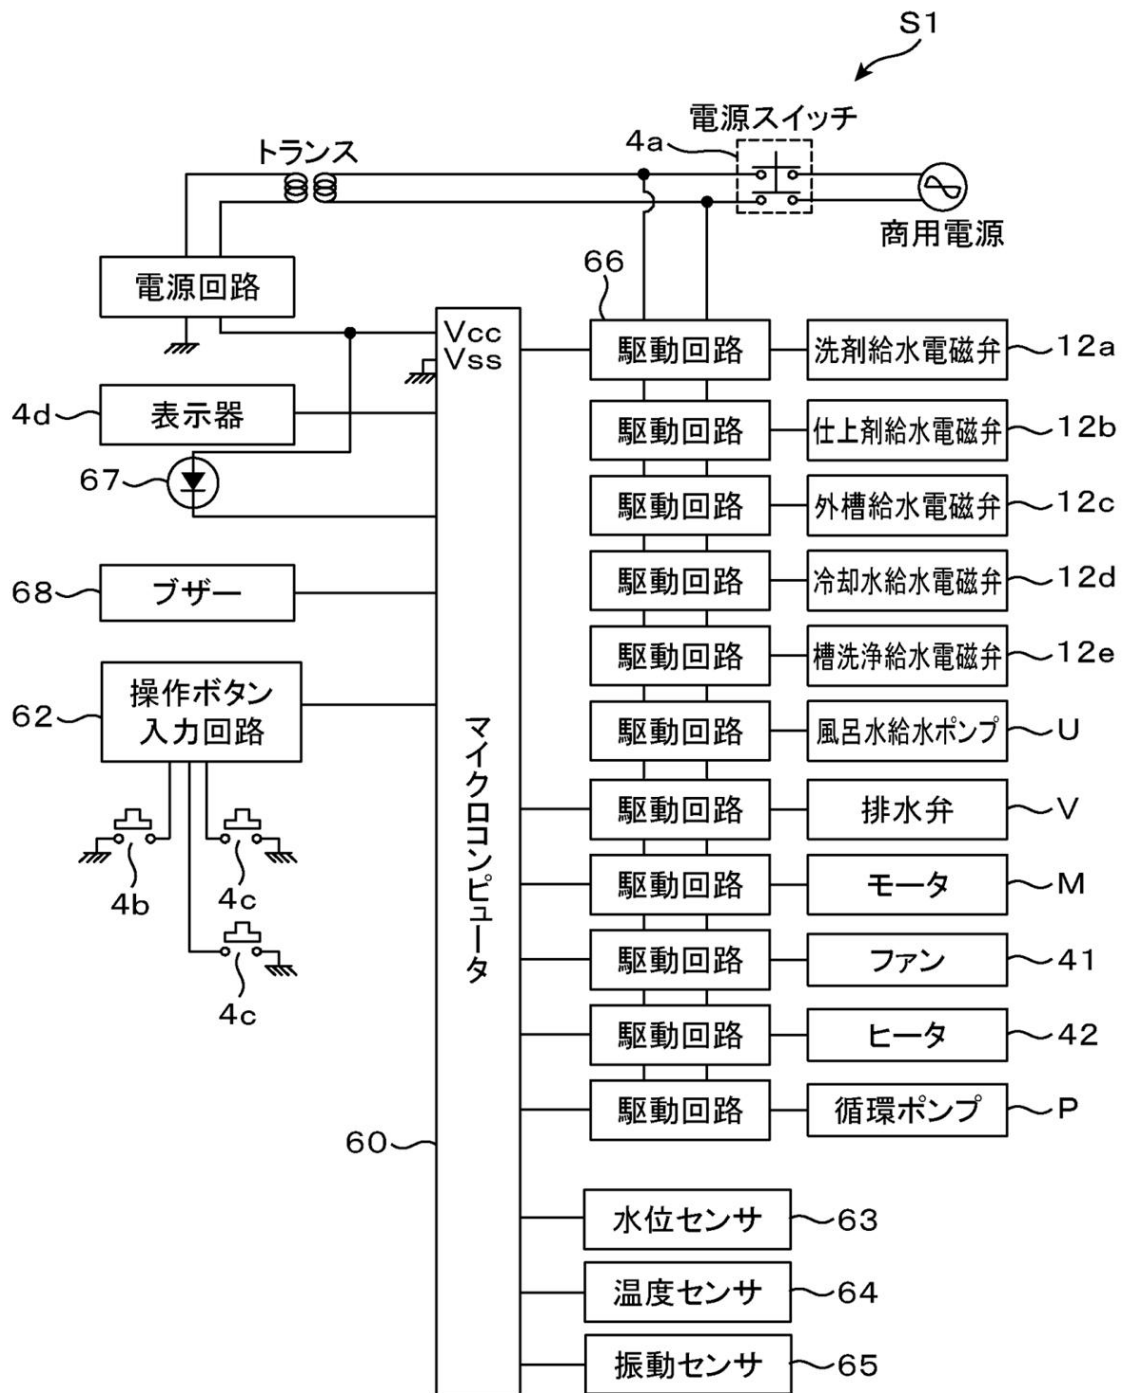 S1
電源スイッチ
4a
トランス
商用電源
電源回路
66
Vcc
Vss
駆動回路
洗剤給水電磁弁
12a
4d
表示器
駆動回路
仕上剤給水電磁弁
12b
67
駆動回路
外槽給水電磁弁
12c
68
ブザー
駆動回路
冷却水給水電磁弁
12d
駆動回路
槽洗浄給水電磁弁
12e
62
操作ボタン
入力回路
駆動回路
風呂水給水ポンプ
U
マイクロコンピュータ
駆動回路
排水弁
V
4b
4c
駆動回路
モータ
M
4c
駆動回路
ファン
41
駆動回路
ヒータ
42
駆動回路
循環ポンプ
P
60
水位センサ
63
温度センサ
64
振動センサ
65